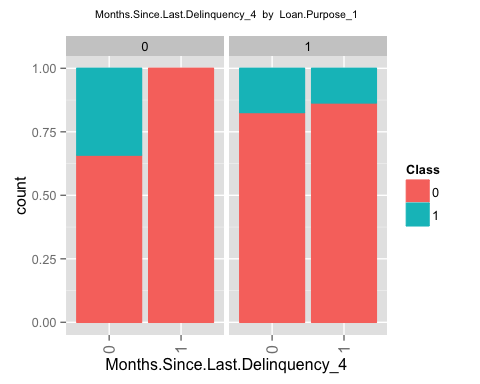 Months.Since.Last.Delinquency_4 by Loan.Purpose_1
0 1
1.00
0.75
0.50
0.25
0.00
count
0 1 0 1
Months.Since.Last.Delinquency_4
Class
0
1